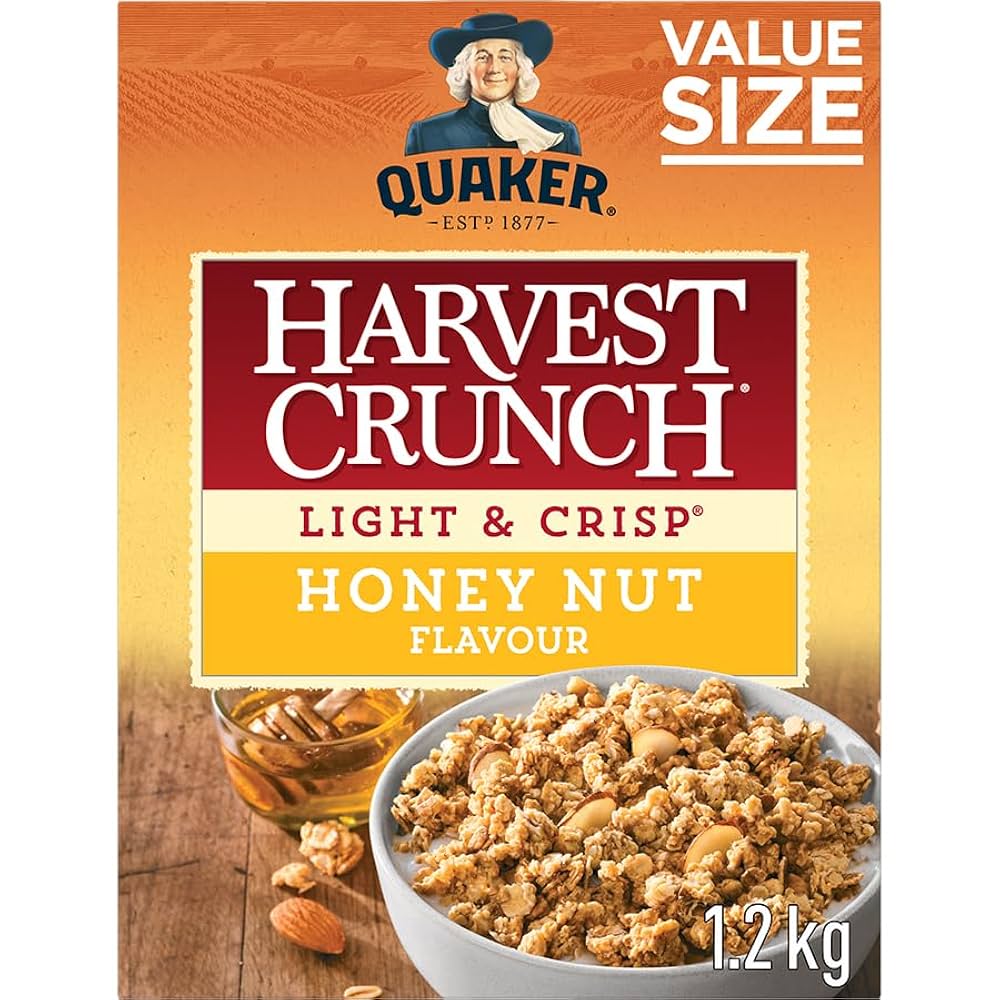 VALUE
SIZE
QUAKER®
-ESTD 1877-
HARVEST
CRUNCH®
LIGHT & CRISP®
HONEY NUT
FLAVOUR
1.2 kg